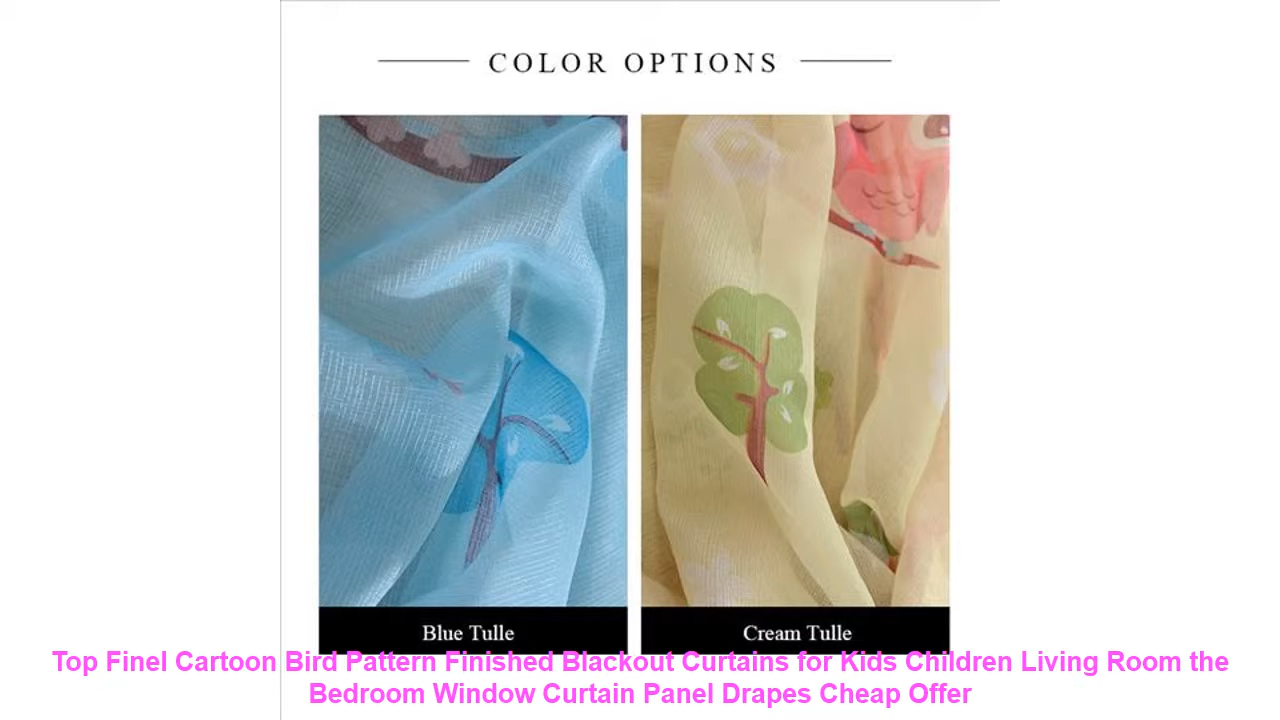 COLOR OPTIONS
Blue Tulle
Cream Tulle
Top Finel Cartoon Bird Pattern Finished Blackout Curtains for Kids Children Living Room the
Bedroom Window Curtain Panel Drapes Cheap Offer